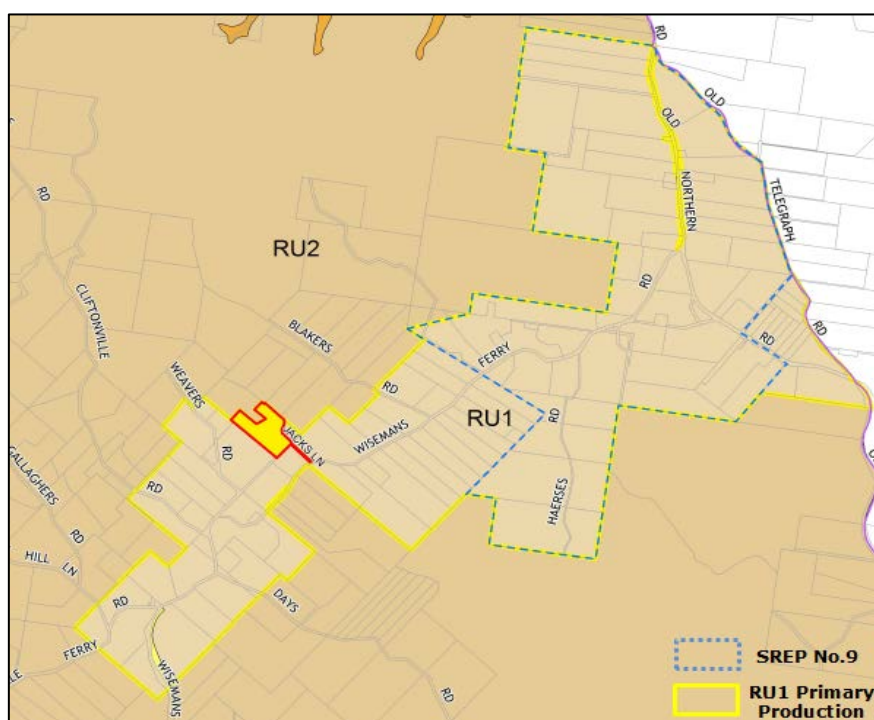 RD
OLD
OLD
NORTHERN
TELEGRAPH
RD
RD
CLIFTONVILLE
RU2
RD
RD
BLAKERS
FERRY
WEAVERS
RD
RU1
RD
WISEMANS
JACKS LN
GALLAGHERS
RD
RD
HAERSES
RD
HILL LN
RD
DAYS
FERRY
WISEMANS
RD
SREP No.9
RU1 Primary
Production